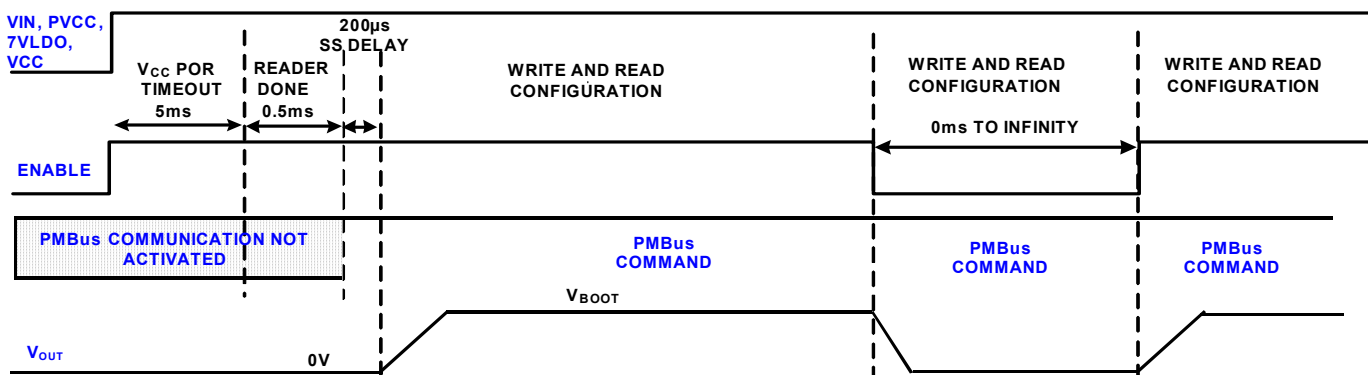 VIN, PVCC,
7VLDO,
VCC
200µs
SS DELAY
VCC POR
TIMEOUT
5ms
READER
DONE
0.5ms
WRITE AND READ
CONFIGURATION
WRITE AND READ
CONFIGURATION
WRITE AND READ
CONFIGURATION
0ms TO INFINITY
ENABLE
PMBus COMMUNICATION NOT
ACTIVATED
PMBus
COMMAND
PMBus
COMMAND
PMBus
COMMAND
VBOOT
VOUT
0V